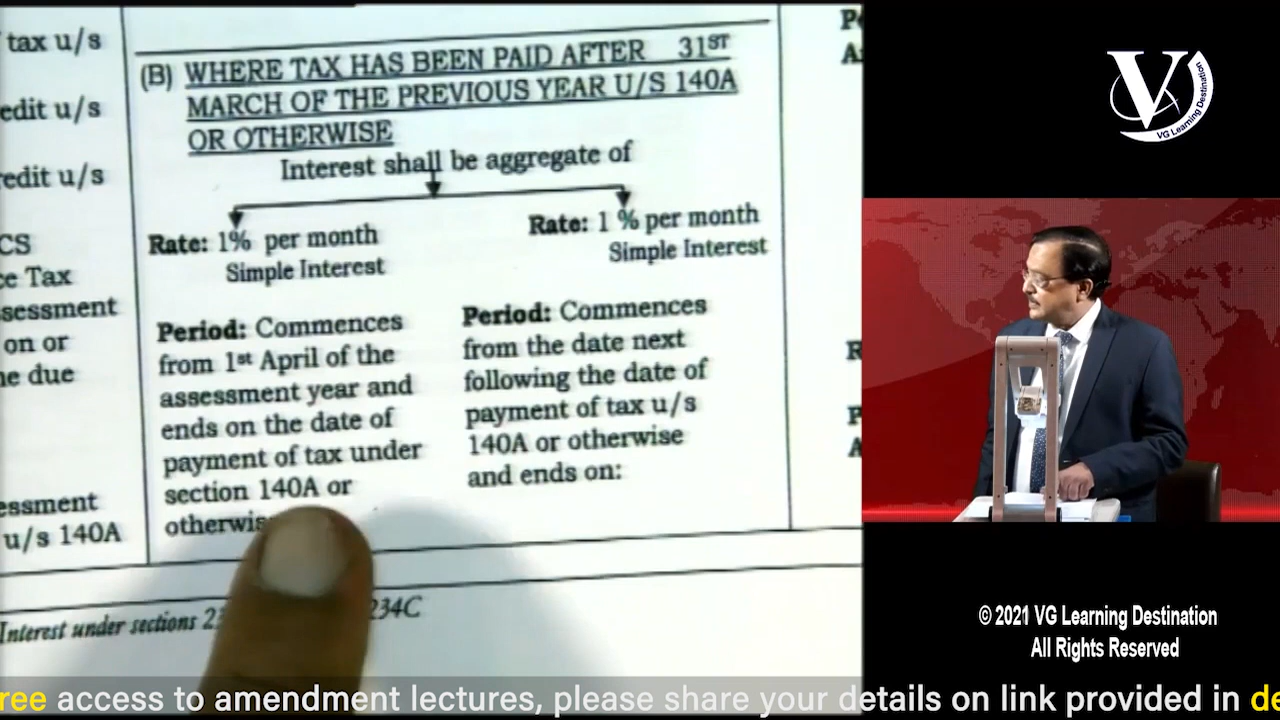 tax u/s
edit u/s
edit u/s
CS
Tax
sessment
on or
due
essment
u/s 140A
(B) WHERE TAX HAS BEEN PAID AFTER 31ST
MARCH OF THE PREVIOUS YEAR U/S 140A
OR OTHERWISE
Interest shall be aggregate of
Rate: 1% per month
Simple Interest
Period: Commences
from 1st April of the
assessment year and
ends on the date of
payment of tax under
section 140A or
otherwis
Rate: 1 % per month
Simple Interest
Period: Commences
from the date next
following the date of
payment of tax u/s
140A or otherwise
and ends on:
Interest under sections 2 234C
V
VG Learning Destination
© 2021 VG Learning Destination
All Rights Reserved
ree access to amendment lectures, please share your details on link provided in de